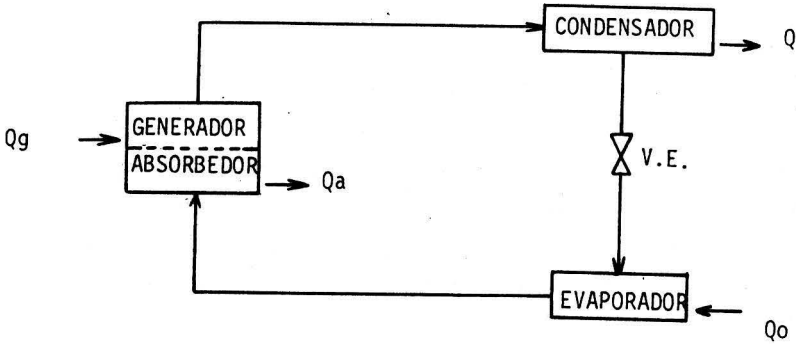 CONDENSADOR
Q
Qg
GENERADOR
ABSORBEDOR
Qa
V.E.
EVAPORADOR
Qo